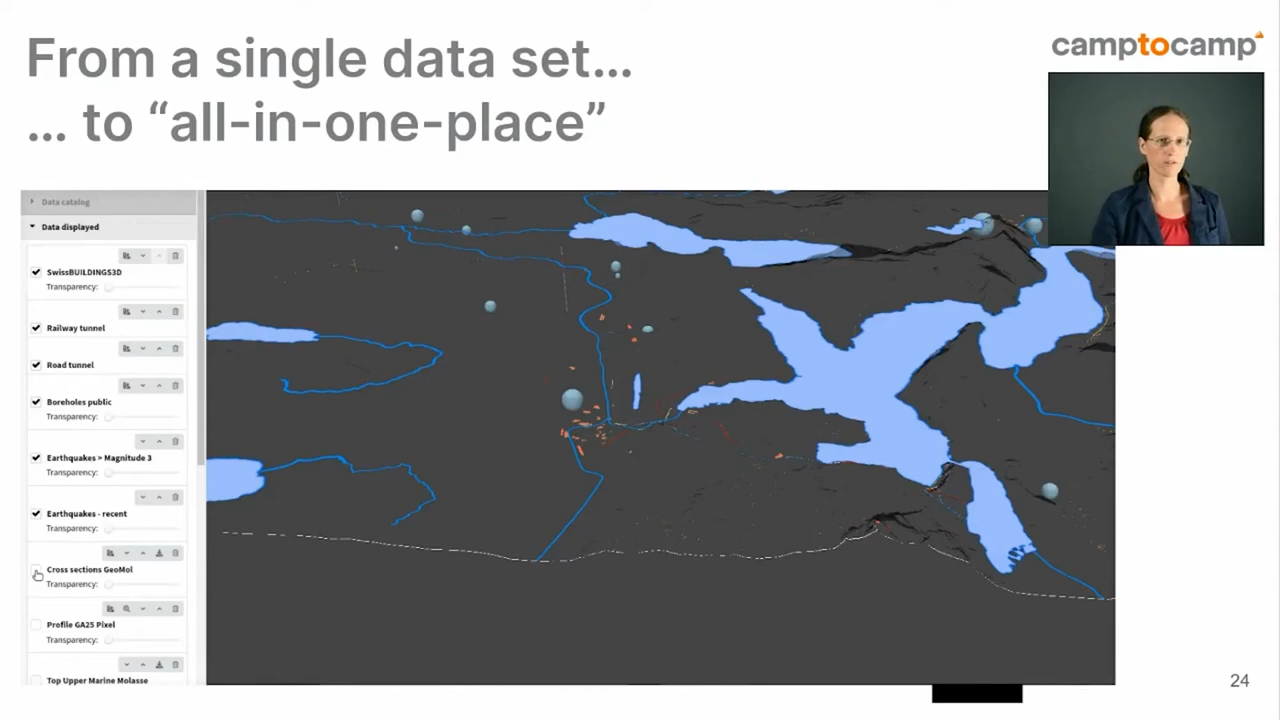 From a single data set...
... to “all-in-one-place”
camptocamp
Data catalog
Data displayed
SwissBUILDINGS3D
Transparency:
Railway tunnel
Road tunnel
Boreholes public
Transparency:
Earthquakes > Magnitude 3
Transparency:
Earthquakes - recent
Transparency:
Cross sections GeoMol
Transparency:
Profile GA25 Pixel
Transparency:
Top Upper Marine Molasse
24